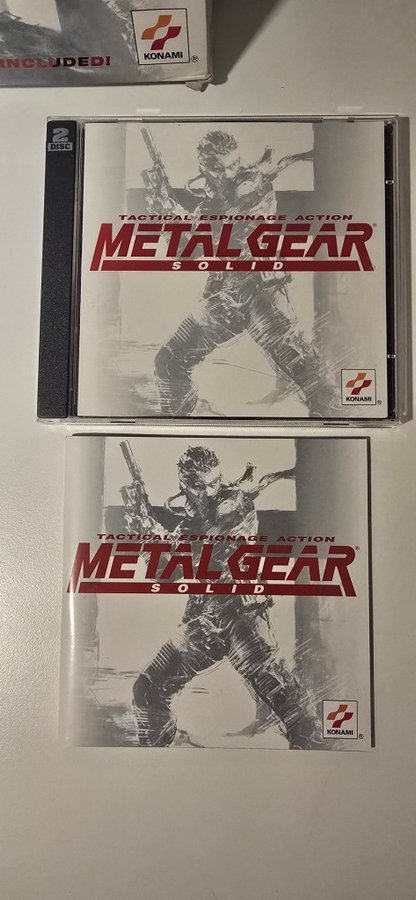 INCLUDED!
KONAMI ®
2
DISC
TACTICAL ESPIONAGE ACTION
METAL GEAR ®
SOLID
KONAMI ®
TACTICAL ESPIONAGE ACTION
METAL GEAR ®
SOLID
KONAMI ®